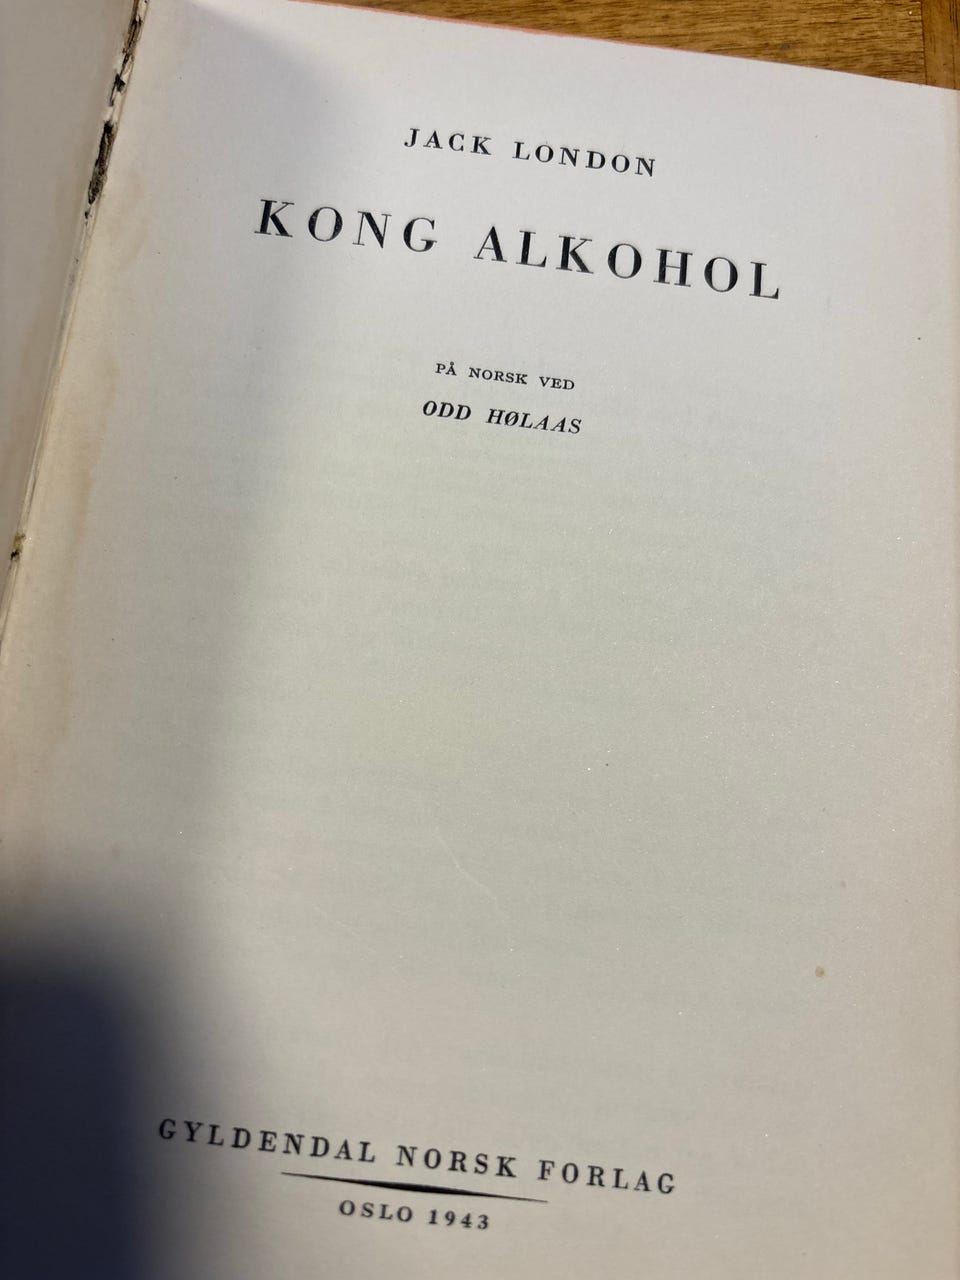 JACK LONDON
KONG ALKOHOL
PÅ NORSK VED
ODD HØLAAS
GYLDENDAL NORSK FORLAG
OSLO 1943